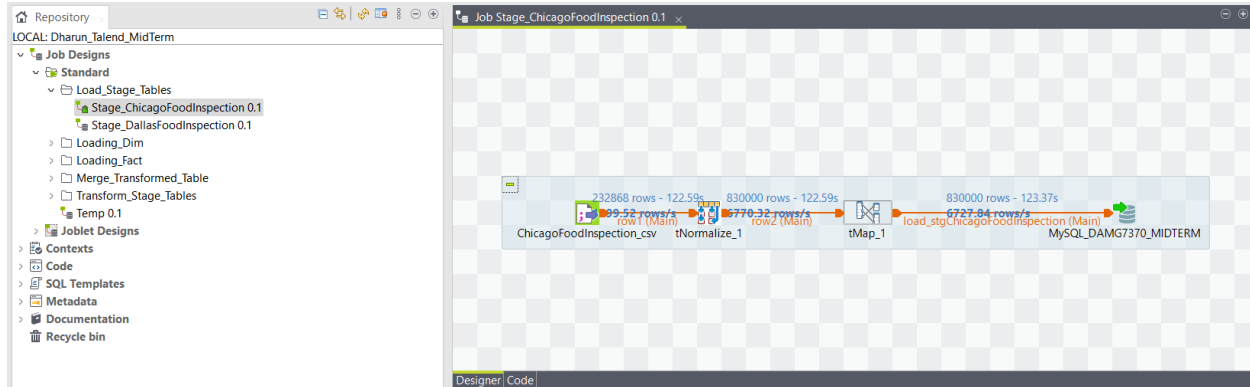 Repository
LOCAL: Dharun_Talend_MidTerm
Job Designs
Standard
Load_Stage_Tables
Stage_ChicagoFoodInspection 0.1
Stage_DallasFoodInspection 0.1
Loading_Dim
Loading_Fact
Merge_Transformed_Table
Transform_Stage_Tables
Temp 0.1
Joblet Designs
Contexts
Code
SQL Templates
Metadata
Documentation
Recycle bin
Job Stage_ChicagoFoodInspection 0.1
232868 rows - 122.59s 830000 rows - 122.59s 830000 rows - 123.37s
99.52 rows/s 6770.32 rows/s 6727.84 rows/s
row1 (Main) row2 (Main) load_stgChicagoFoodInspection (Main)
ChicagoFoodInspection_csv tNormalize_1 tMap_1 MySQL_DAMG7370_MIDTERM
Designer Code